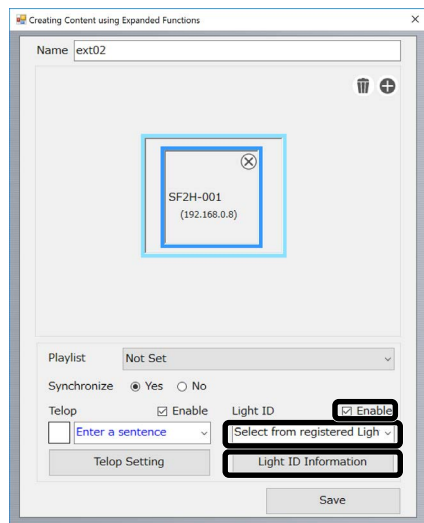 Creating Content using Expanded Functions
Name ext02
SF2H-001
(192.168.0.8)
Playlist Not Set
Synchronize Yes No
Telop Enable Light ID Enable
Enter a sentence Select from registered Ligh
Telop Setting Light ID Information
Save